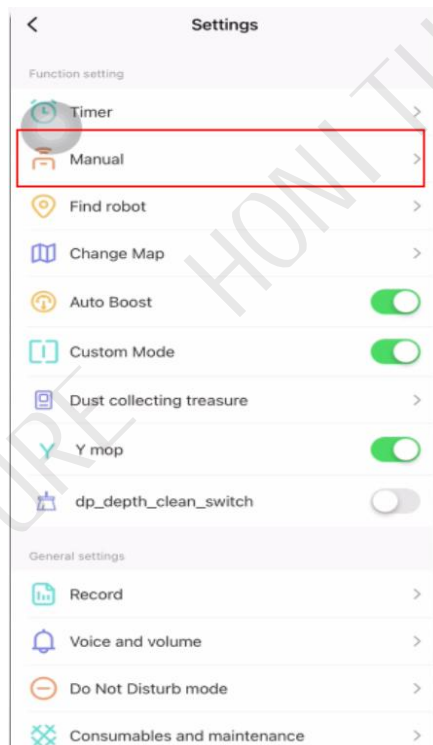 Settings
Function setting
Timer
Manual
Find robot
Change Map
Auto Boost
Custom Mode
Dust collecting treasure
Y mop
dp_depth_clean_switch
General settings
Record
Voice and volume
Do Not Disturb mode
Consumables and maintenance